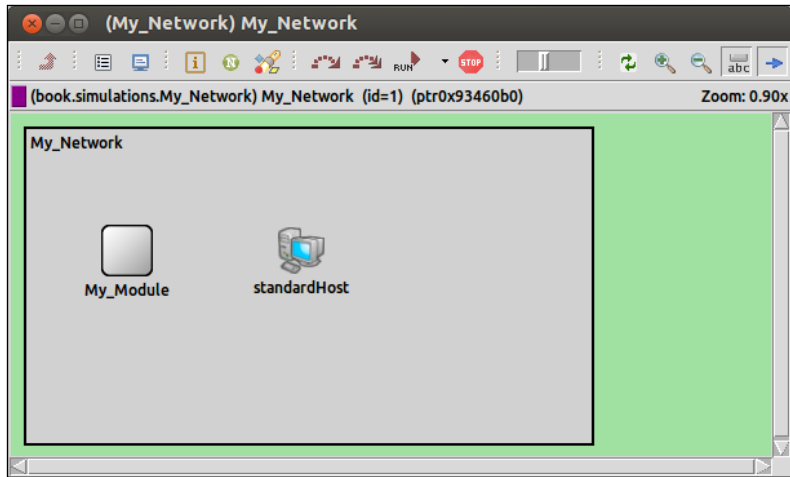 (My_Network) My_Network
i N RUN STOP abc
(book.simulations.My_Network) My_Network (id=1) (ptr0x93460b0) Zoom: 0.90x
My_Network
My_Module standardHost